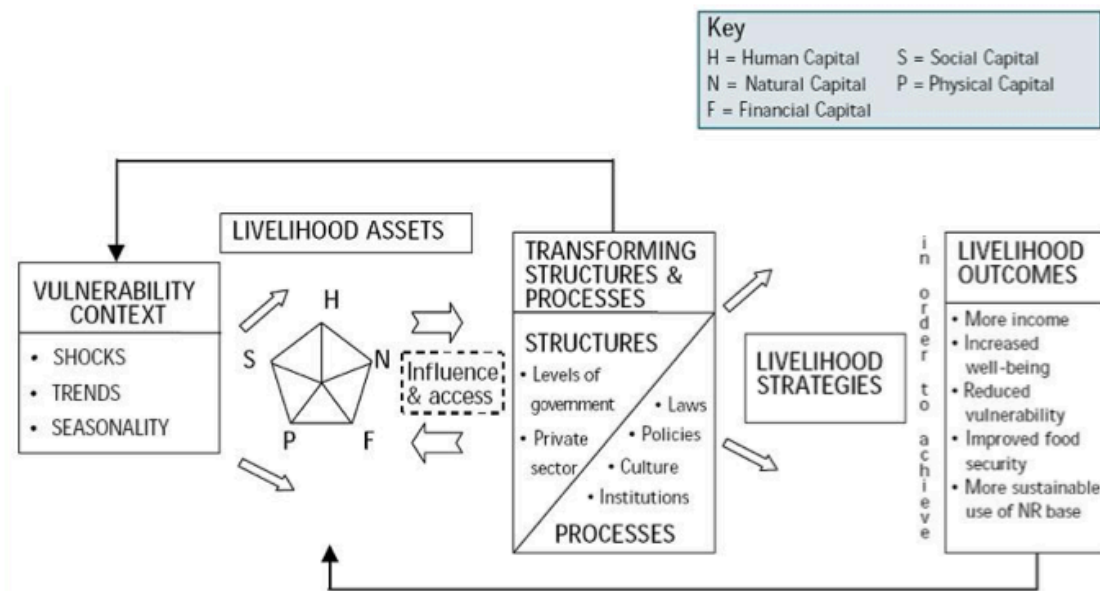 Key
H = Human Capital S = Social Capital
N = Natural Capital P = Physical Capital
F = Financial Capital
LIVELIHOOD ASSETS
VULNERABILITY
CONTEXT
• SHOCKS
• TRENDS
• SEASONALITY
H
S
N
P
F
Influence
& access
TRANSFORMING
STRUCTURES &
PROCESSES
STRUCTURES
• Levels of
government
• Private
sector
• Laws
• Policies
• Culture
• Institutions
PROCESSES
LIVELIHOOD
STRATEGIES
in order to achieve
LIVELIHOOD
OUTCOMES
• More income
• Increased
well-being
• Reduced
vulnerability
• Improved food
security
• More sustainable
use of NR base